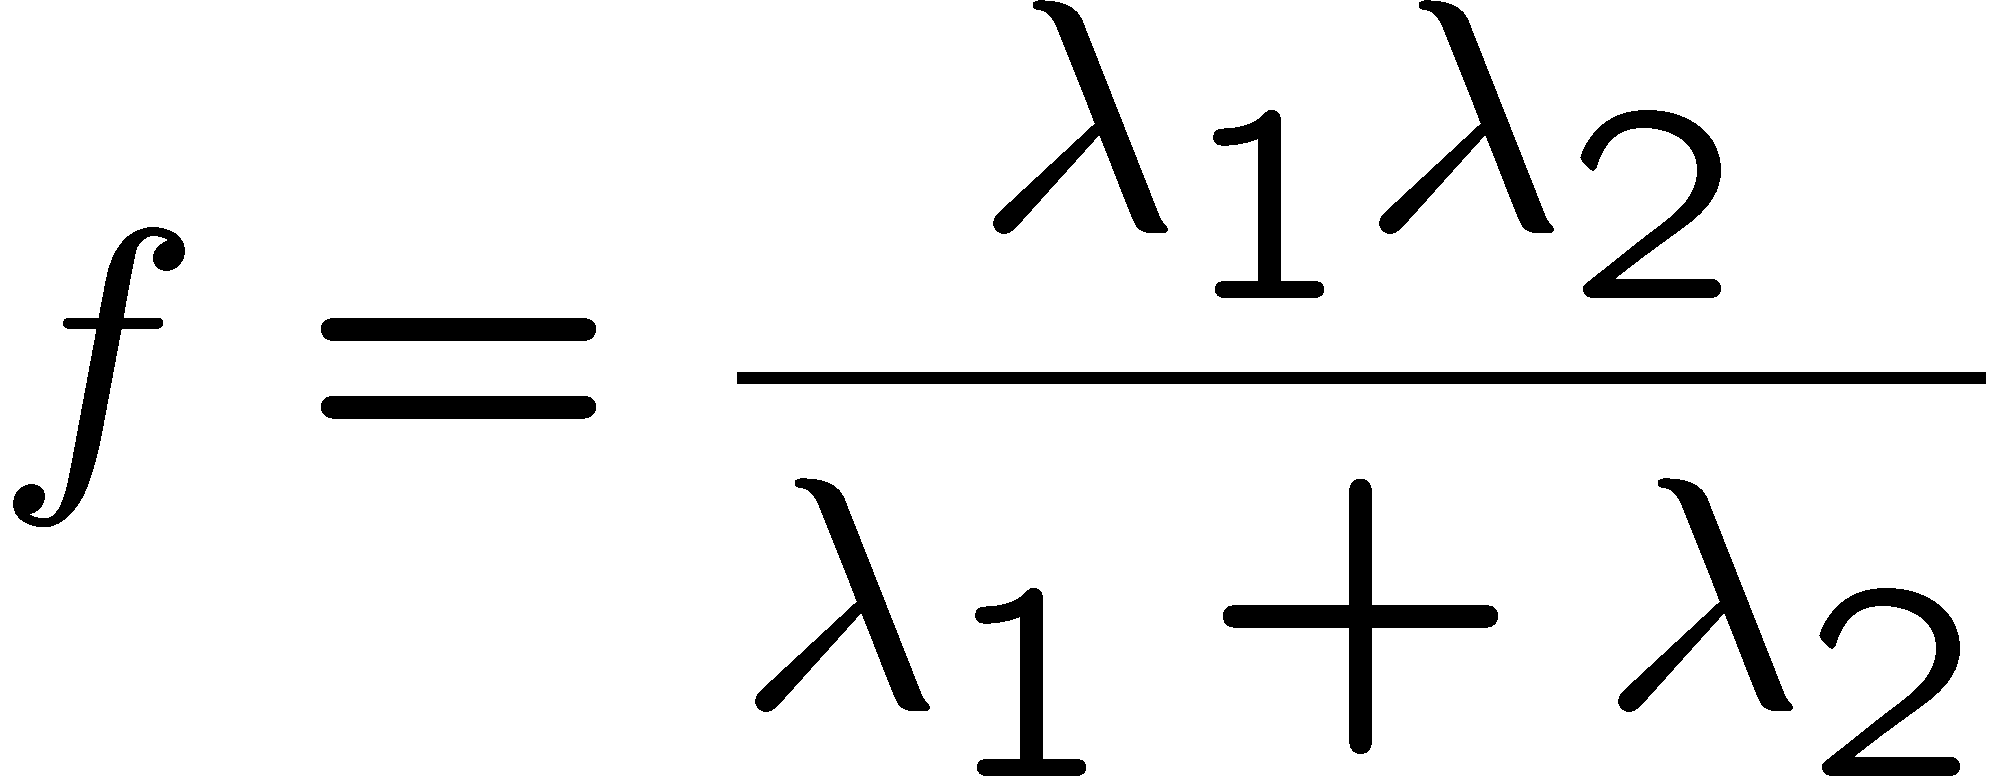 f = λ₁λ₂ / (λ₁ + λ₂)